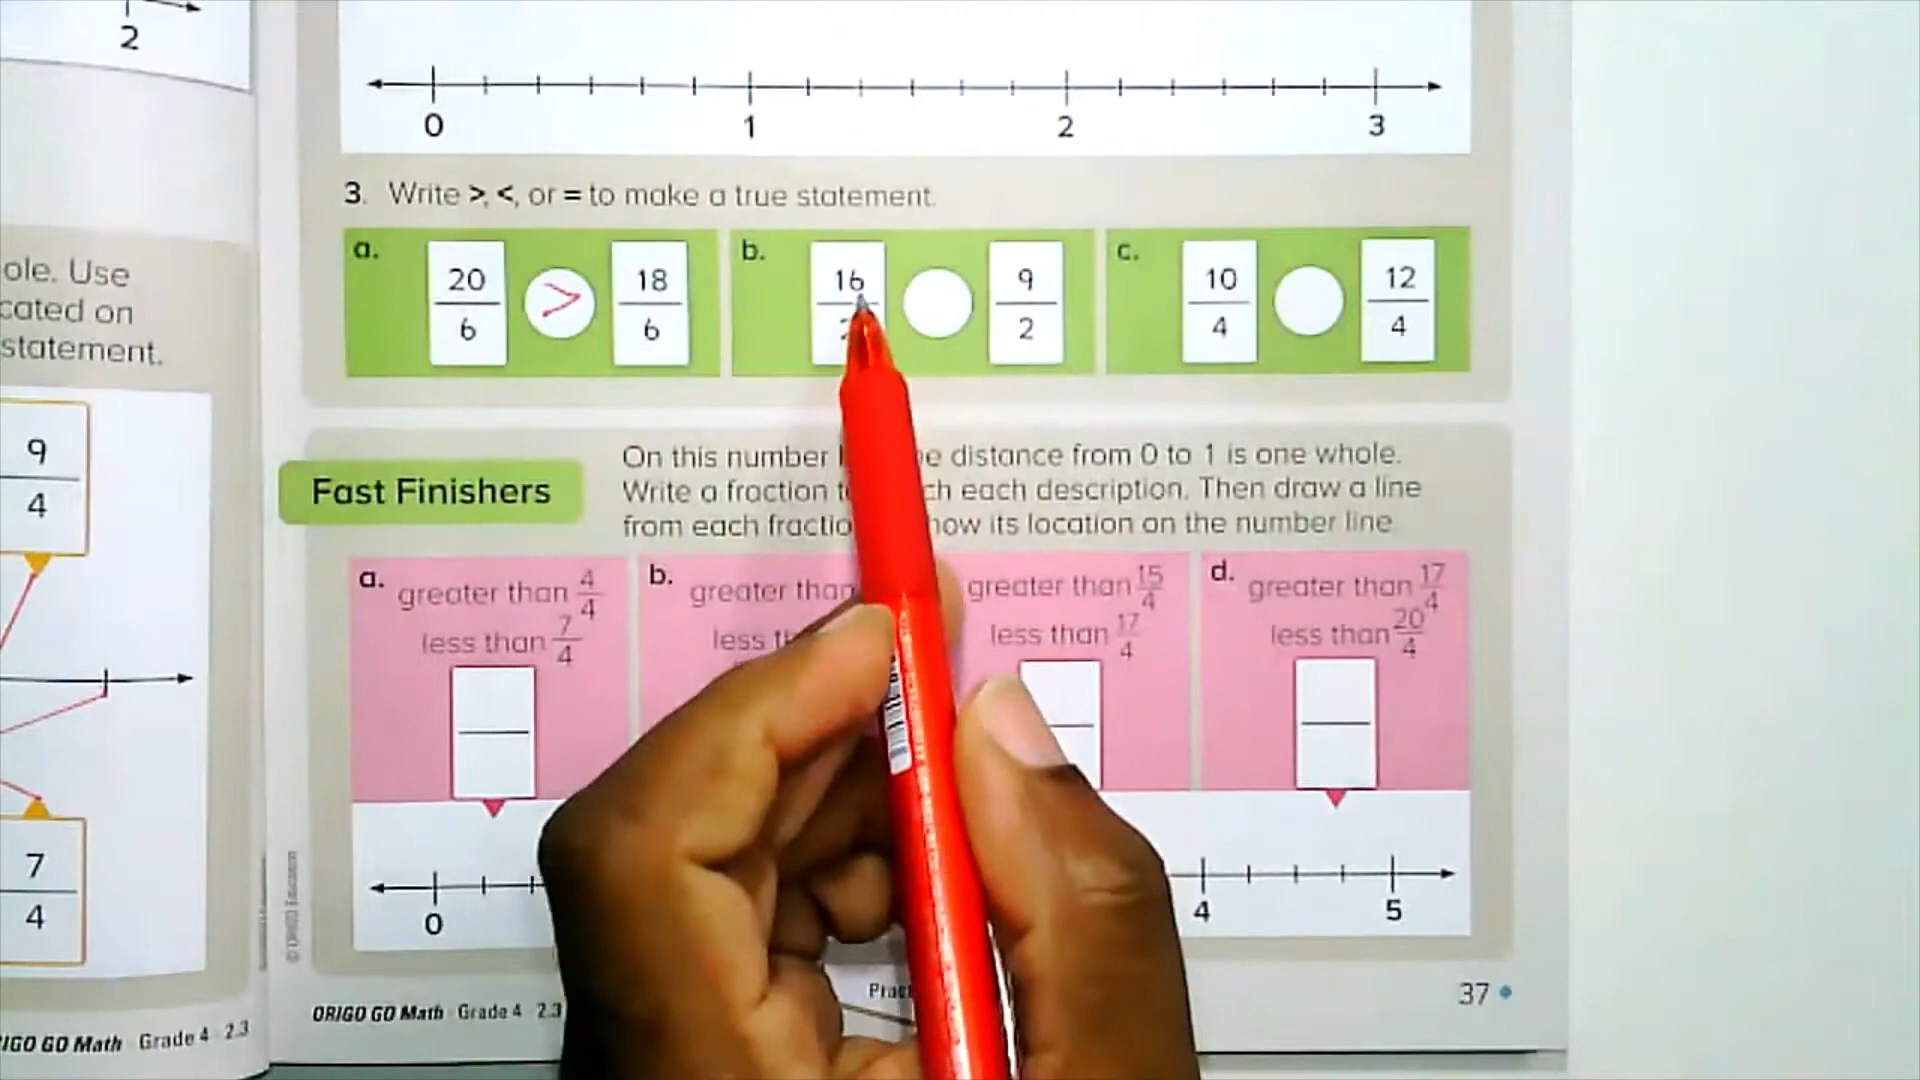 2
ole. Use
cated on
statement.
9
4
7
4
IGO GO Math Grade 4 2.3
0 1 2 3
3. Write >, <, or = to make a true statement.
a. 20/6 > 18/6
b. 16 9/2
c. 10/4 12/4
Fast Finishers
On this number e distance from 0 to 1 is one whole.
Write a fraction ch each description. Then draw a line
from each fractio how its location on the number line.
a. greater than 4/4
less than 7/4
b. greater than
less
greater than 15/4
less than 17/4
d. greater than 17/4
less than 20/4
0 4 5
© ORIGO Education
ORIGO GO Math Grade 4 2.3
37